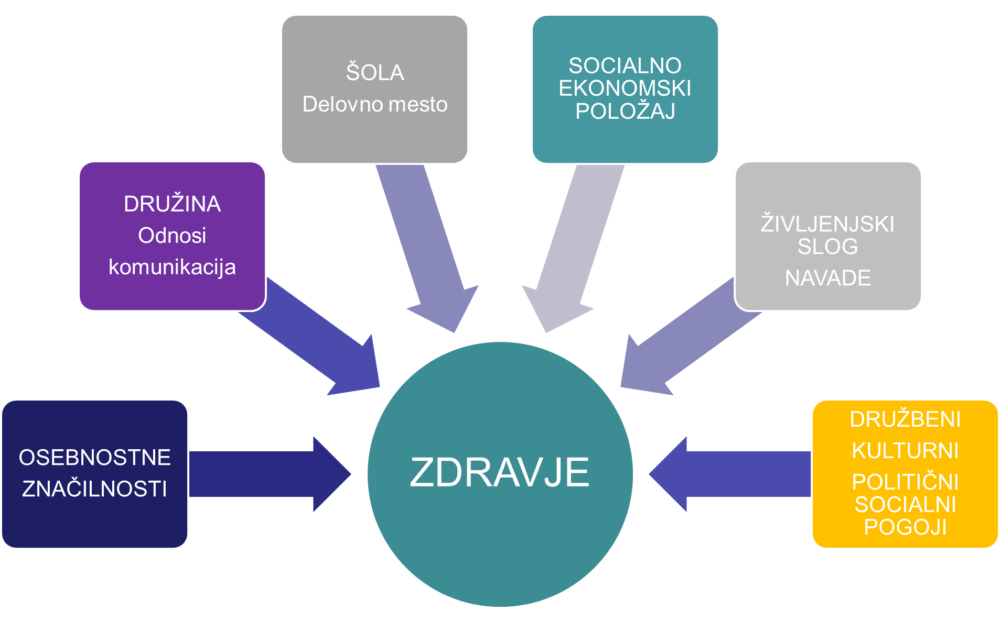 ŠOLA
Delovno mesto
SOCIALNO
EKONOMSKI
POLOŽAJ
DRUŽINA
Odnosi
komunikacija
ŽIVLJENJSKI
SLOG
NAVADE
OSEBNOSTNE
ZNAČILNOSTI
ZDRAVJE
DRUŽBENI
KULTURNI
POLITIČNI
SOCIALNI
POGOJI